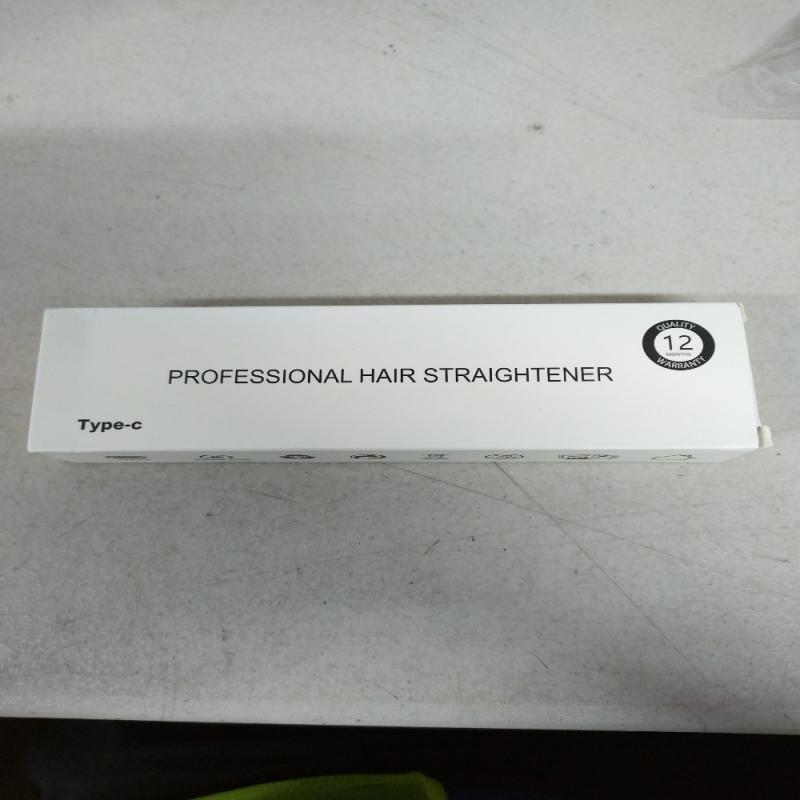 QUALITY
12
MONTHS
WARRANTY
PROFESSIONAL HAIR STRAIGHTENER
Type-c